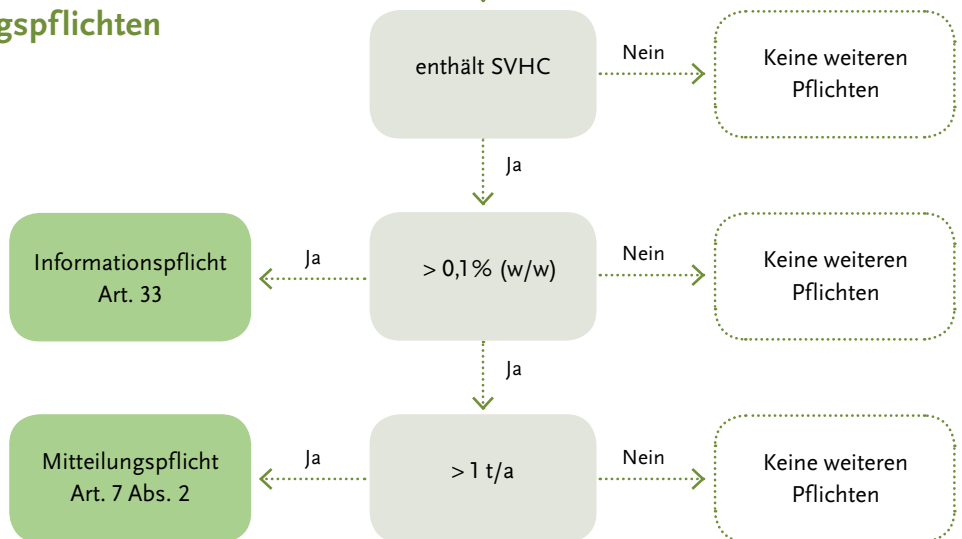 gspflichten
enthält SVHC
Nein
Keine weiteren
Pflichten
Ja
Informationspflicht
Art. 33
Ja
> 0,1% (w/w)
Nein
Keine weiteren
Pflichten
Ja
Mitteilungspflicht
Art. 7 Abs. 2
Ja
> 1 t/a
Nein
Keine weiteren
Pflichten